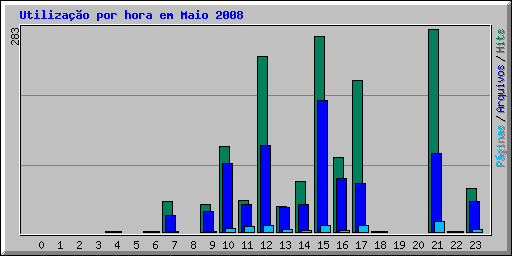 Utilização por hora em Maio 2008
283
Páginas / Arquivos / Hits
0 1 2 3 4 5 6 7 8 9 10 11 12 13 14 15 16 17 18 19 20 21 22 23